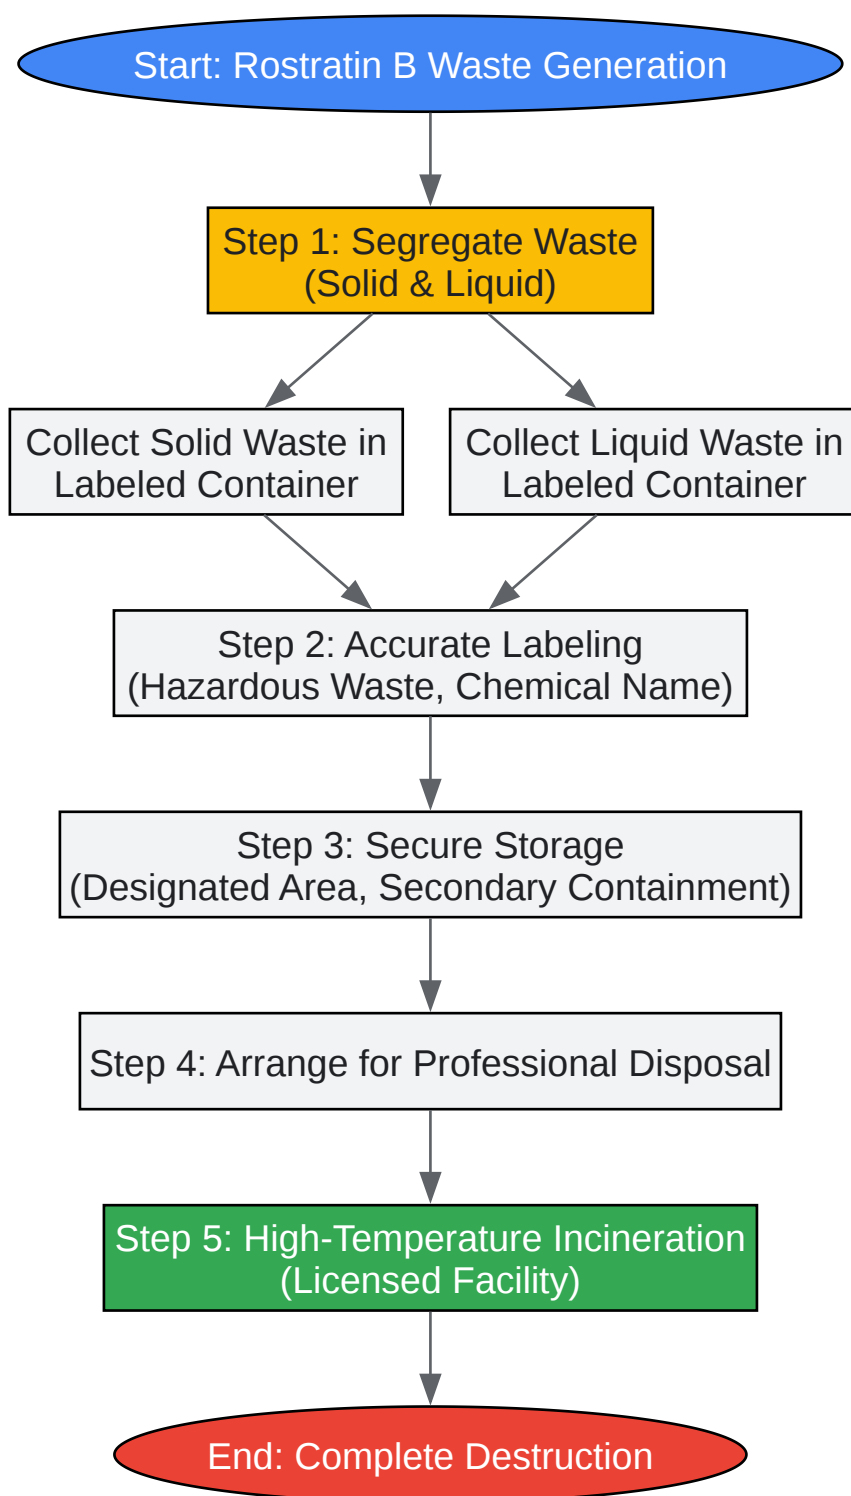 Start: Rostratin B Waste Generation
Step 1: Segregate Waste
(Solid & Liquid)
Collect Solid Waste in
Labeled Container
Collect Liquid Waste in
Labeled Container
Step 2: Accurate Labeling
(Hazardous Waste, Chemical Name)
Step 3: Secure Storage
(Designated Area, Secondary Containment)
Step 4: Arrange for Professional Disposal
Step 5: High-Temperature Incineration
(Licensed Facility)
End: Complete Destruction